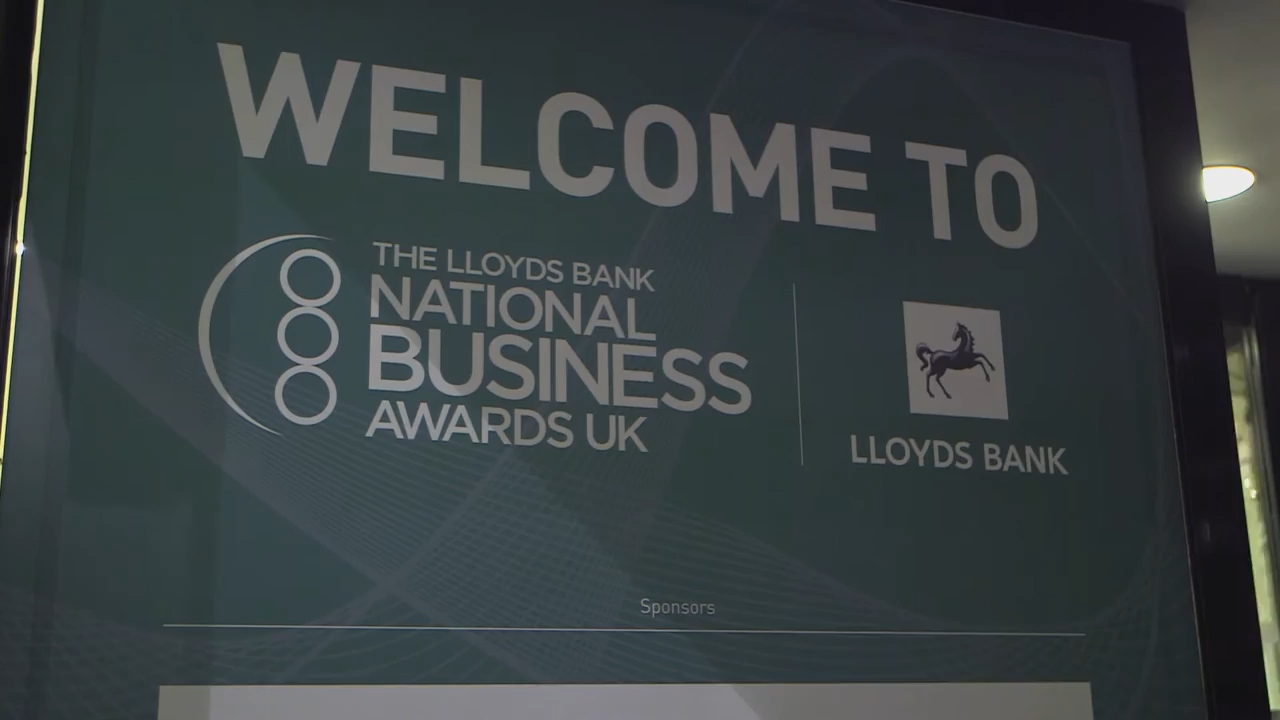 WELCOME TO
THE LLOYDS BANK
NATIONAL
BUSINESS
AWARDS UK
LLOYDS BANK
Sponsors